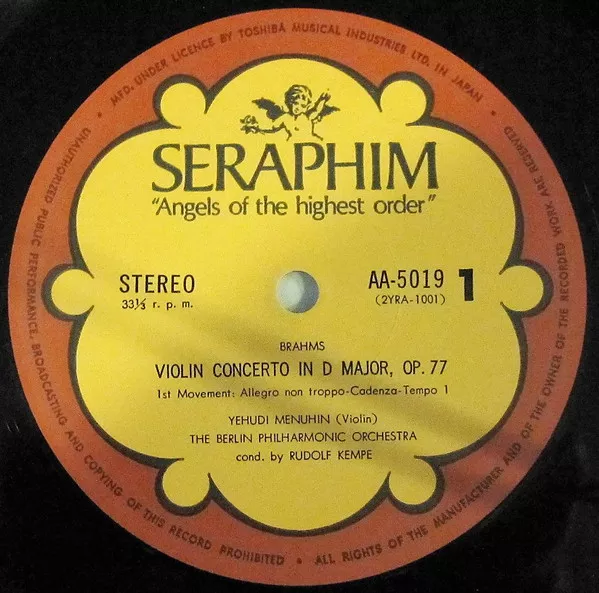 MFD. UNDER LICENCE BY TOSHIBA MUSICAL INDUSTRIES LTD. IN JAPAN •
SERAPHIM
"Angels of the highest order"
STEREO
33⅓ r. p. m.
AA-5019 1
(2YRA-1001)
BRAHMS
VIOLIN CONCERTO IN D MAJOR, OP. 77
1st Movement: Allegro non troppo-Cadenza-Tempo 1
YEHUDI MENUHIN (Violin)
THE BERLIN PHILHARMONIC ORCHESTRA
cond. by RUDOLF KEMPE
ALL RIGHTS OF THE MANUFACTURER AND OF THE OWNER OF THE RECORDED WORK ARE RESERVED •
UNAUTHORIZED PUBLIC PERFORMANCE, BROADCASTING AND COPYING OF THIS RECORD PROHIBITED •